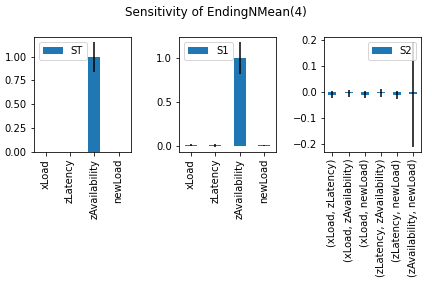 Sensitivity of EndingNMean(4)
ST
1.00
0.75
0.50
0.25
0.00
xLoad
zLatency
zAvailability
newLoad
S1
1.0
0.5
0.0
xLoad
zLatency
zAvailability
newLoad
S2
0.2
0.1
0.0
−0.1
−0.2
(xLoad, zLatency)
(xLoad, zAvailability)
(xLoad, newLoad)
(zLatency, zAvailability)
(zLatency, newLoad)
(zAvailability, newLoad)